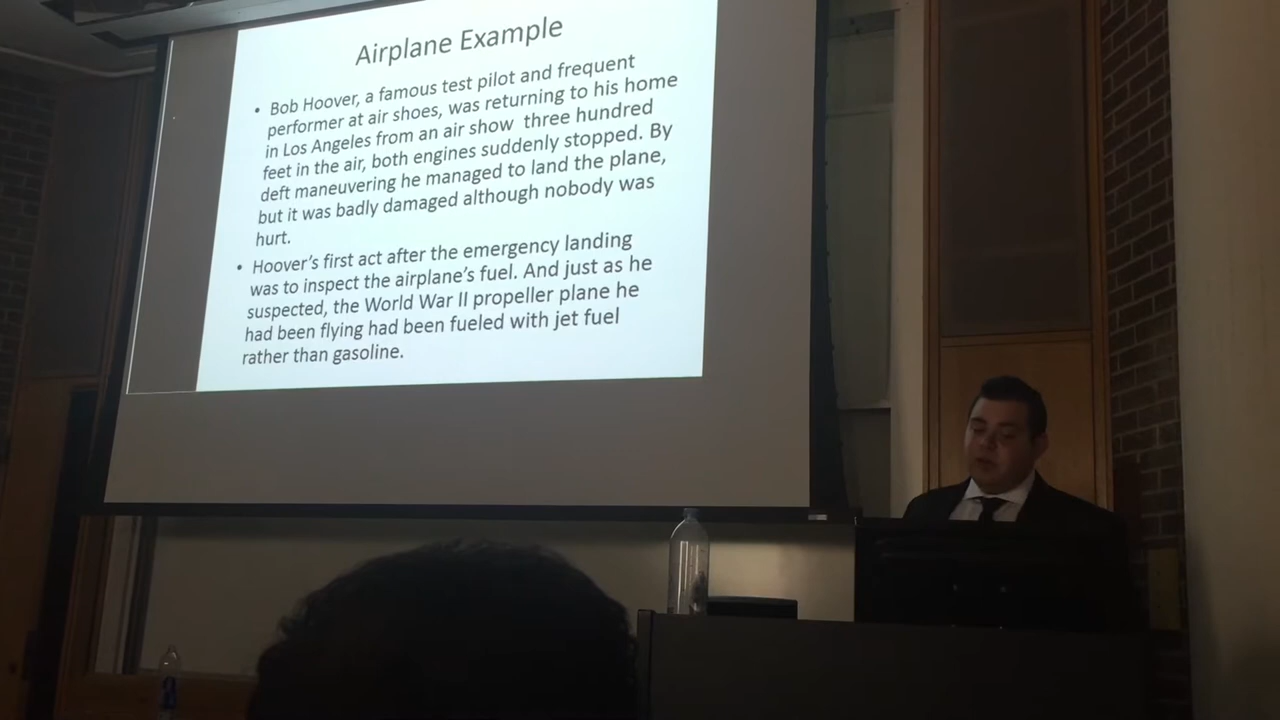 Airplane Example
• Bob Hoover, a famous test pilot and frequent
performer at air shoes, was returning to his home
in Los Angeles from an air show three hundred
feet in the air, both engines suddenly stopped. By
deft maneuvering he managed to land the plane,
but it was badly damaged although nobody was
hurt.
• Hoover's first act after the emergency landing
was to inspect the airplane's fuel. And just as he
suspected, the World War II propeller plane he
had been flying had been fueled with jet fuel
rather than gasoline.